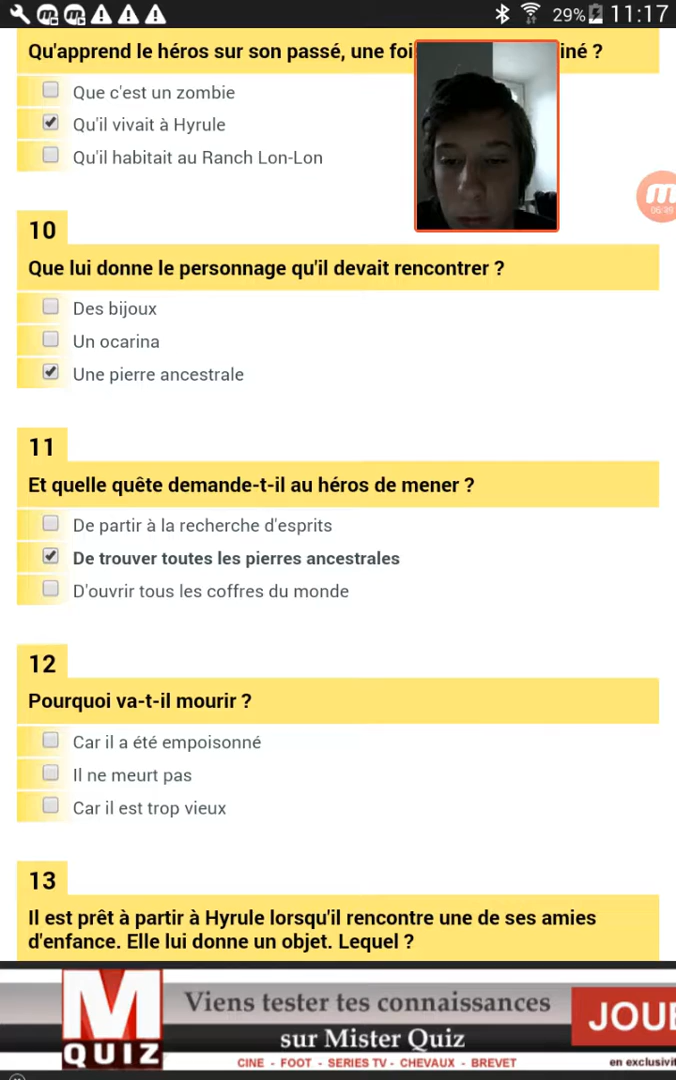 29% 11:17
Qu'apprend le héros sur son passé, une foi iné ?
Que c'est un zombie
Qu'il vivait à Hyrule
Qu'il habitait au Ranch Lon-Lon
06:49
10
Que lui donne le personnage qu'il devait rencontrer ?
Des bijoux
Un ocarina
Une pierre ancestrale
11
Et quelle quête demande-t-il au héros de mener ?
De partir à la recherche d'esprits
De trouver toutes les pierres ancestrales
D'ouvrir tous les coffres du monde
12
Pourquoi va-t-il mourir ?
Car il a été empoisonné
Il ne meurt pas
Car il est trop vieux
13
Il est prêt à partir à Hyrule lorsqu'il rencontre une de ses amies
d'enfance. Elle lui donne un objet. Lequel ?
M QUIZ
Viens tester tes connaissances
sur Mister Quiz
CINE - FOOT - SERIES TV - CHEVAUX - BREVET
JOUE
en exclusivit